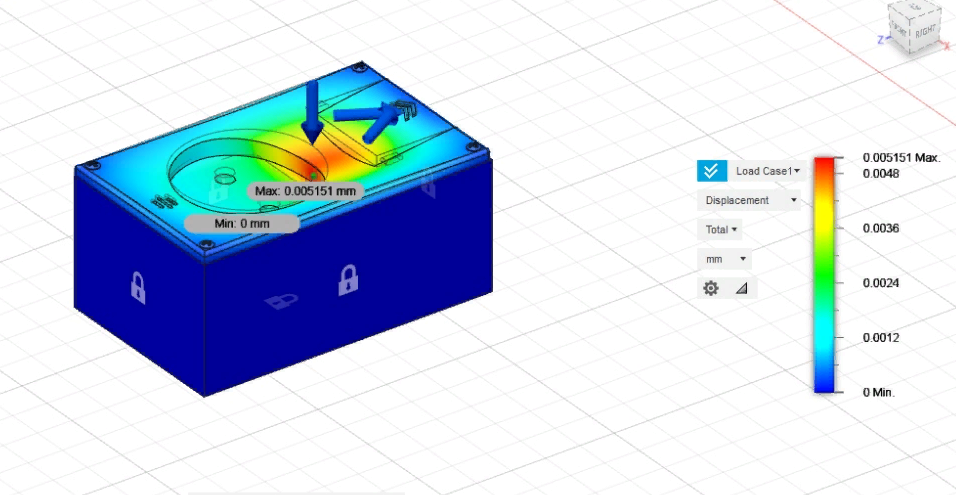 RIGHT
FRONT
Z
X
Max: 0.005151 mm
Min: 0 mm
Load Case1
Displacement
Total
mm
0.005151 Max.
0.0048
0.0036
0.0024
0.0012
0 Min.